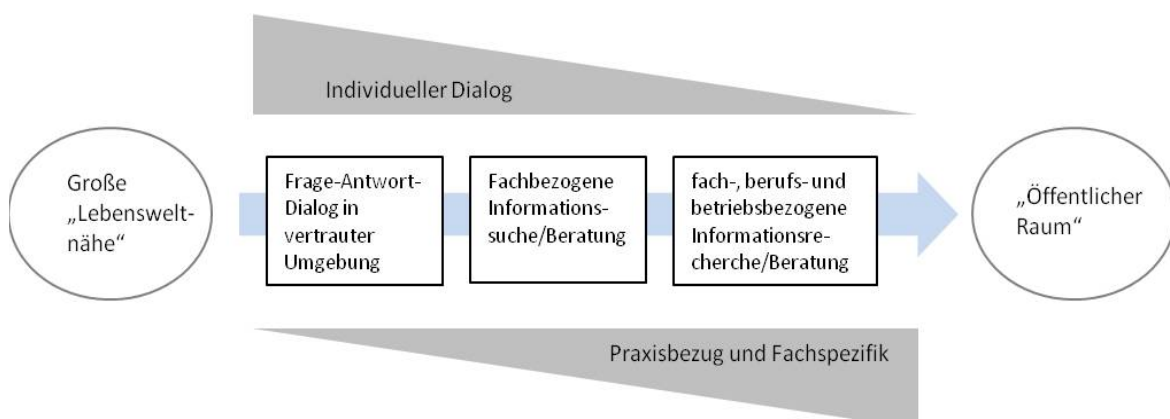 Individueller Dialog
Große
„Lebenswelt-
nähe“
Frage-Antwort-
Dialog in
vertrauter
Umgebung
Fachbezogene
Informations-
suche/Beratung
fach-, berufs- und
betriebsbezogene
Informationsre-
cherche/Beratung
„Öffentlicher
Raum“
Praxisbezug und Fachspezifik